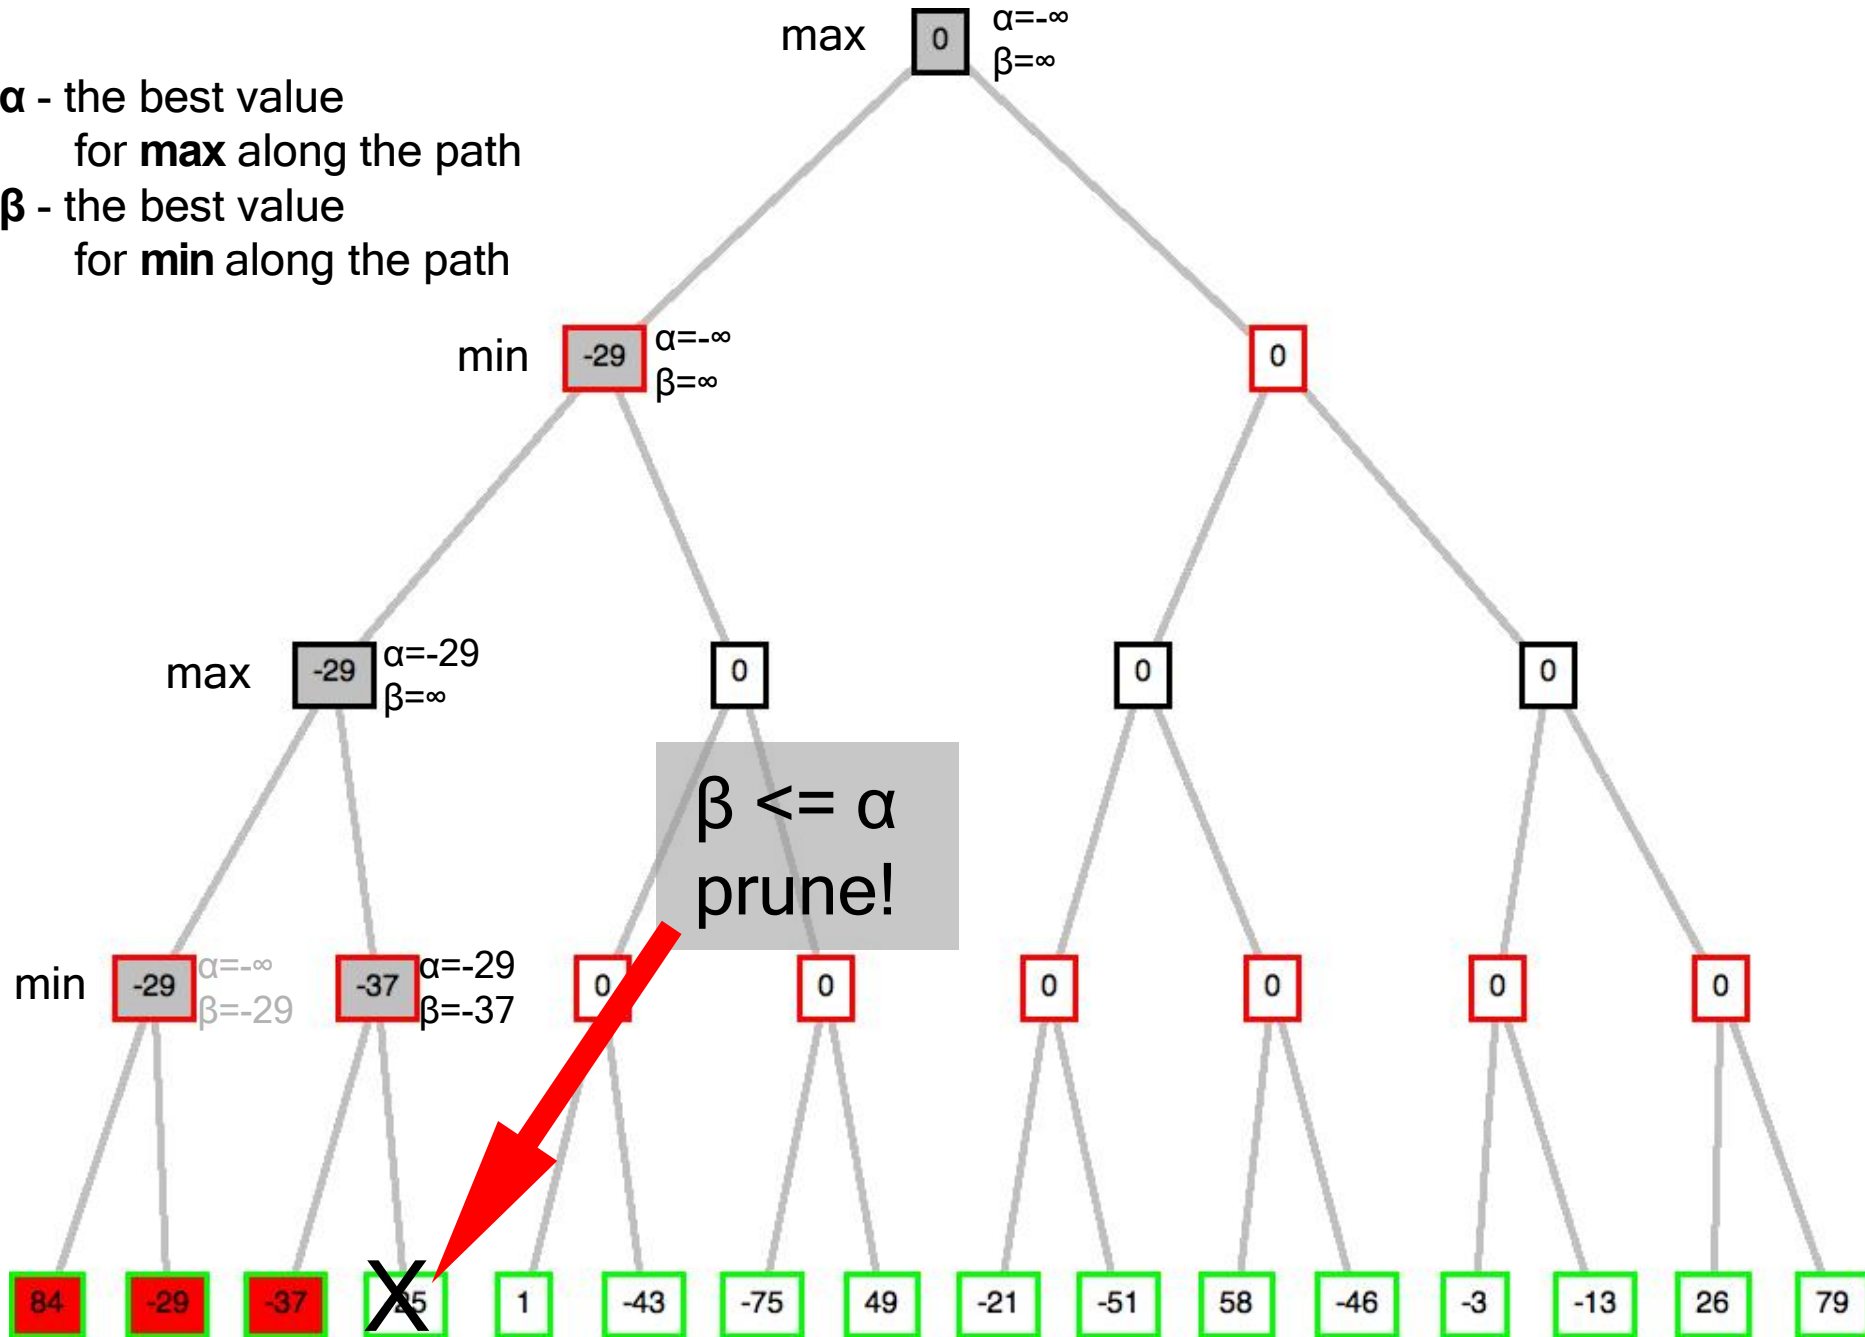 max 0 α=-∞
β=∞
α - the best value
for max along the path
β - the best value
for min along the path
min -29 α=-∞ 0
β=∞
max -29 α=-29 0 0 0
β=∞
β <= α
prune!
min -29 α=-∞ -37 α=-29 0 0 0 0 0 0
β=-29 β=-37
84 -29 -37 X 1 -43 -75 49 -21 -51 58 -46 -3 -13 26 79